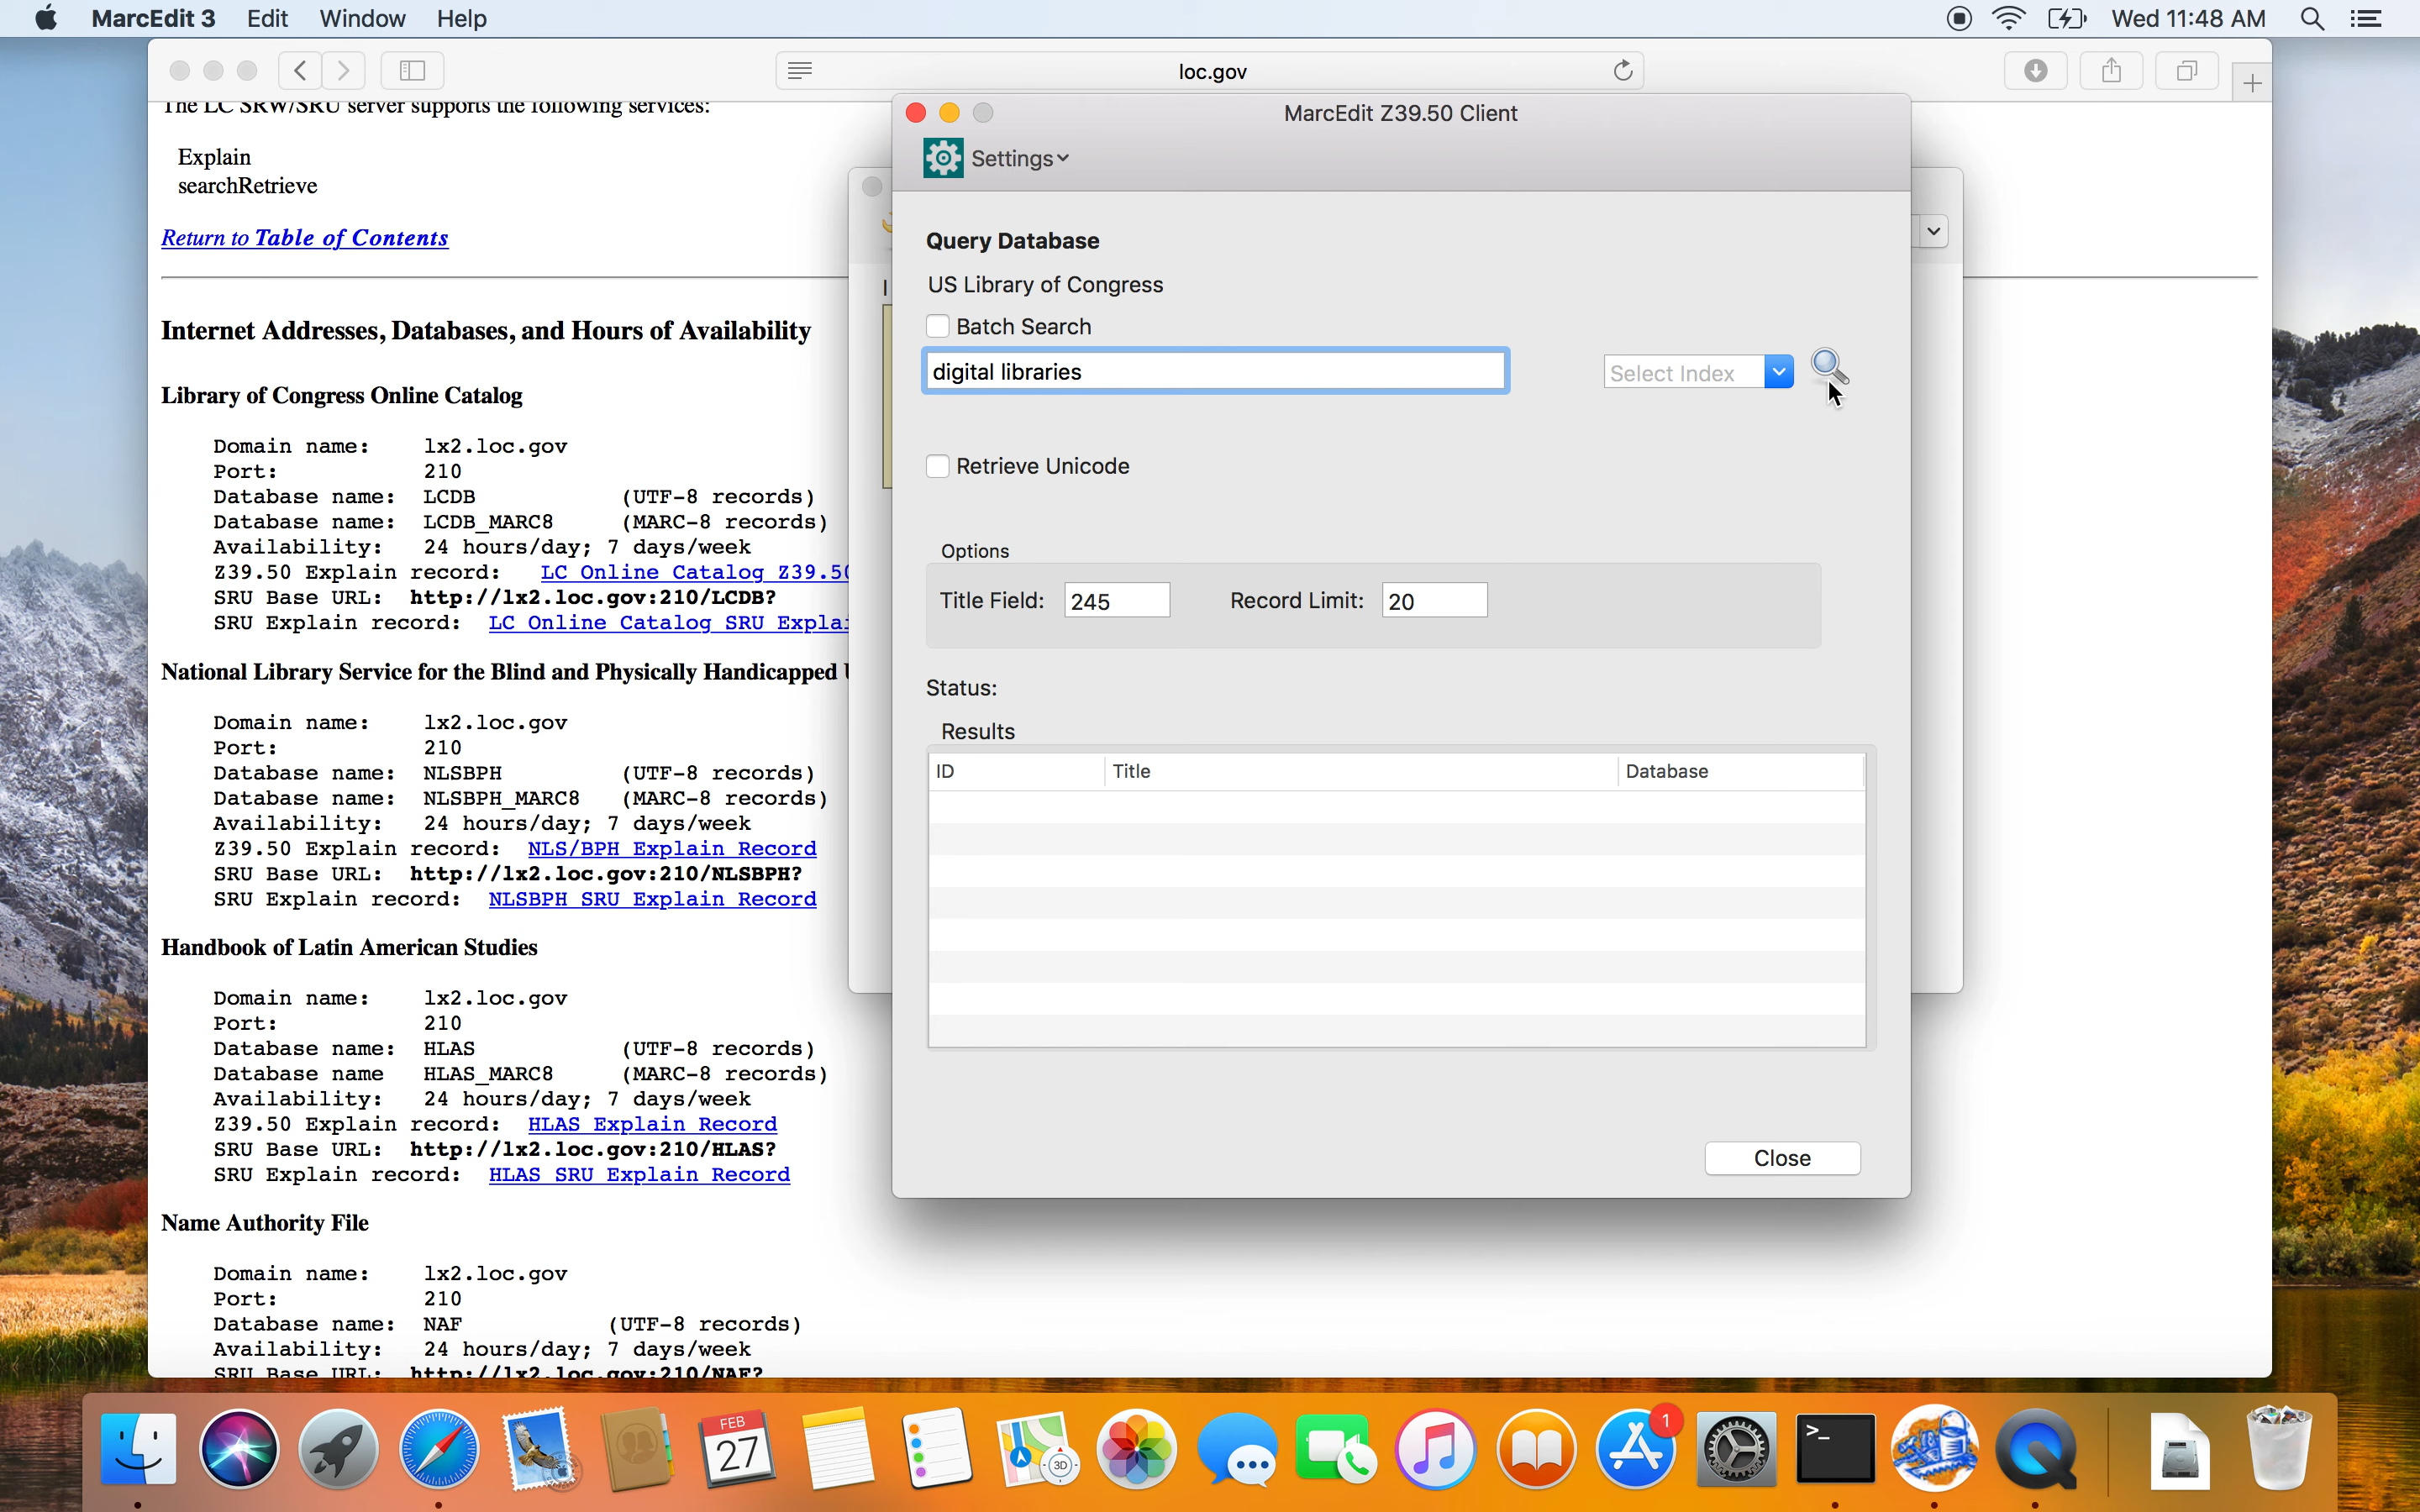 MarcEdit 3 Edit Window Help
Wed 11:48 AM
loc.gov
The LC SRW/SRU server supports the following services:
Explain
searchRetrieve
Return to Table of Contents
Internet Addresses, Databases, and Hours of Availability
Library of Congress Online Catalog
Domain name: lx2.loc.gov
Port: 210
Database name: LCDB (UTF-8 records)
Database name: LCDB_MARC8 (MARC-8 records)
Availability: 24 hours/day; 7 days/week
Z39.50 Explain record: LC Online Catalog Z39.50
SRU Base URL: http://lx2.loc.gov:210/LCDB?
SRU Explain record: LC Online Catalog SRU Explai
National Library Service for the Blind and Physically Handicapped
Domain name: lx2.loc.gov
Port: 210
Database name: NLSBPH (UTF-8 records)
Database name: NLSBPH_MARC8 (MARC-8 records)
Availability: 24 hours/day; 7 days/week
Z39.50 Explain record: NLS/BPH Explain Record
SRU Base URL: http://lx2.loc.gov:210/NLSBPH?
SRU Explain record: NLSBPH SRU Explain Record
Handbook of Latin American Studies
Domain name: lx2.loc.gov
Port: 210
Database name: HLAS (UTF-8 records)
Database name HLAS_MARC8 (MARC-8 records)
Availability: 24 hours/day; 7 days/week
Z39.50 Explain record: HLAS Explain Record
SRU Base URL: http://lx2.loc.gov:210/HLAS?
SRU Explain record: HLAS SRU Explain Record
Name Authority File
Domain name: lx2.loc.gov
Port: 210
Database name: NAF (UTF-8 records)
Availability: 24 hours/day; 7 days/week
SRU Base URL: http://lx2.loc.gov:210/NAF?
MarcEdit Z39.50 Client
Settings
Query Database
US Library of Congress
Batch Search
digital libraries
Select Index
Retrieve Unicode
Options
Title Field: 245 Record Limit: 20
Status:
Results
ID Title Database
Close
FEB
27
3D
1
>_